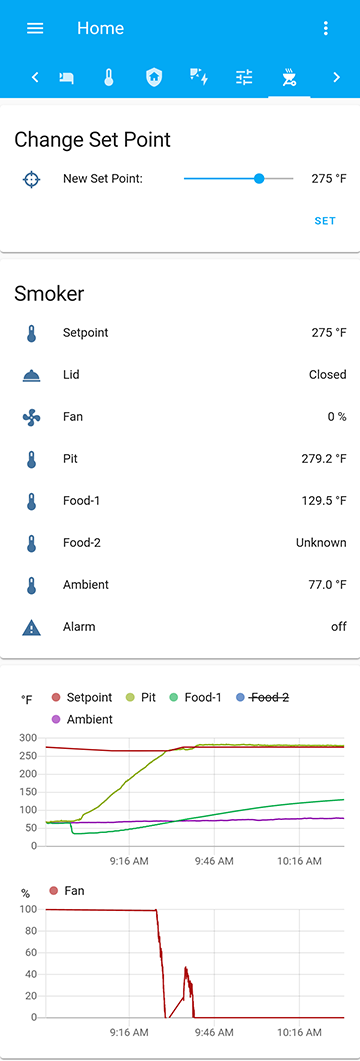 Home
Change Set Point
New Set Point: 275 °F
SET
Smoker
Setpoint 275 °F
Lid Closed
Fan 0 %
Pit 279.2 °F
Food-1 129.5 °F
Food-2 Unknown
Ambient 77.0 °F
Alarm off
°F Setpoint Pit Food-1 Food 2
Ambient
300
250
200
150
100
50
0
9:16 AM 9:46 AM 10:16 AM
% Fan
100
80
60
40
20
0
9:16 AM 9:46 AM 10:16 AM